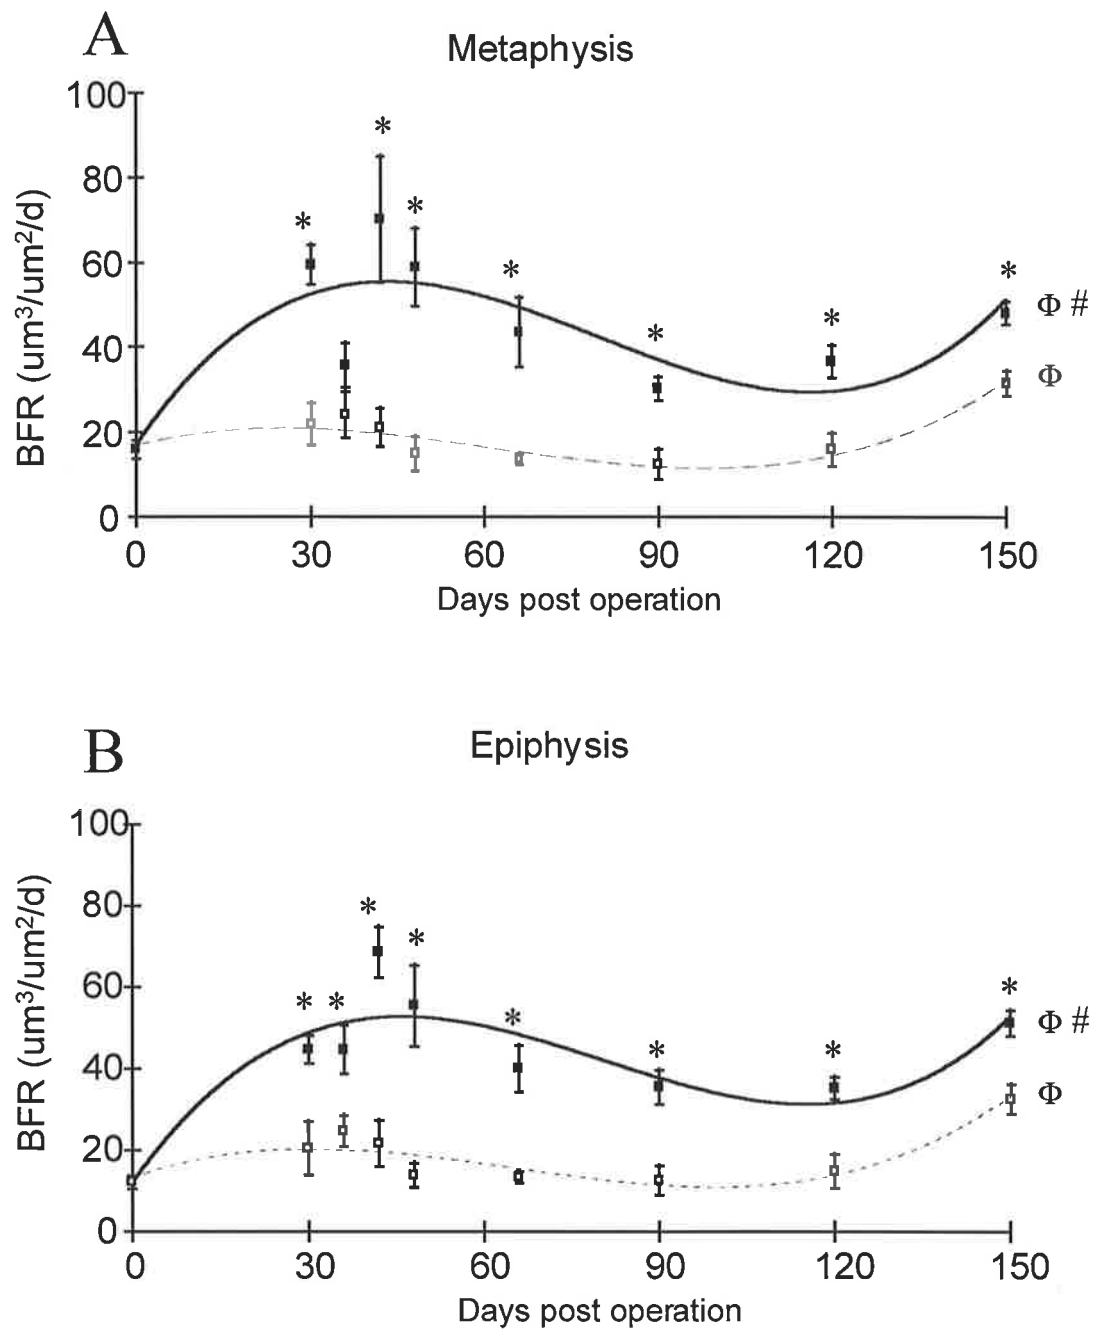 A
Metaphysis
100
80
60
40
20
0
BFR (um³/um²/d)
*
*
*
*
*
*
*
Φ #
Φ
0 30 60 90 120 150
Days post operation
B
Epiphysis
100
80
60
40
20
0
BFR (um³/um²/d)
*
*
* *
*
*
*
*
Φ #
Φ
0 30 60 90 120 150
Days post operation